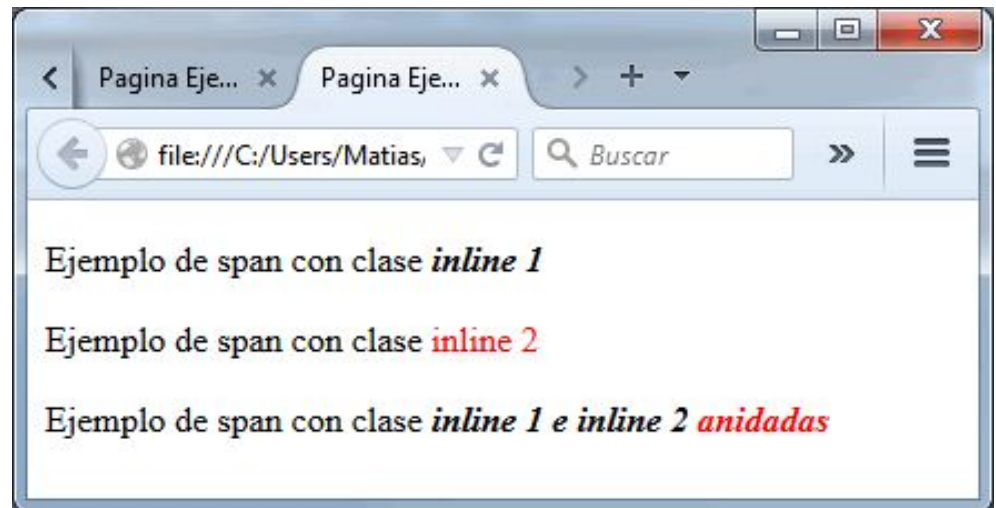 Pagina Eje...
Pagina Eje...
file:///C:/Users/Matias/
Buscar
Ejemplo de span con clase inline 1
Ejemplo de span con clase inline 2
Ejemplo de span con clase inline 1 e inline 2 anidadas